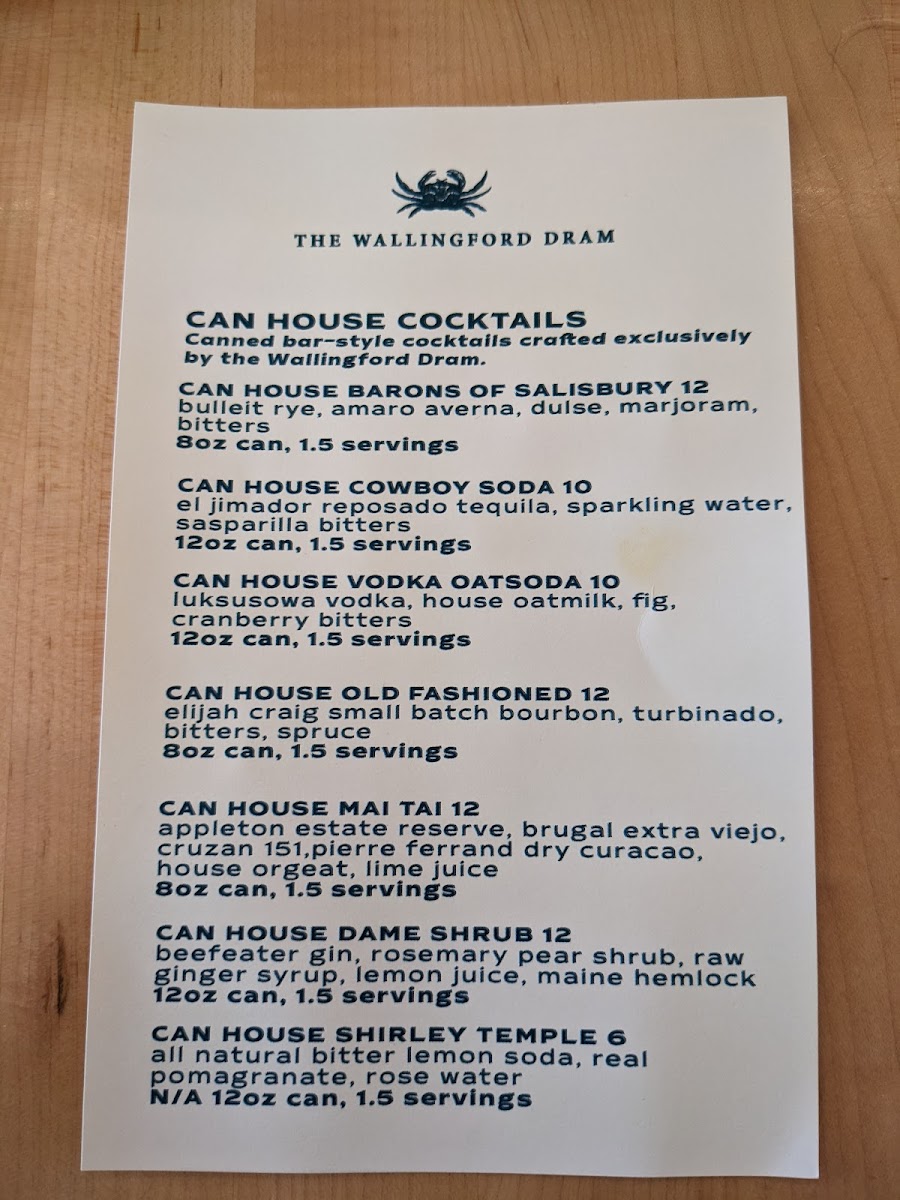 THE WALLINGFORD DRAM
CAN HOUSE COCKTAILS
Canned bar-style cocktails crafted exclusively
by the Wallingford Dram.
CAN HOUSE BARONS OF SALISBURY 12
bulleit rye, amaro averna, dulse, marjoram,
bitters
8oz can, 1.5 servings
CAN HOUSE COWBOY SODA 10
el jimador reposado tequila, sparkling water,
sasparilla bitters
12oz can, 1.5 servings
CAN HOUSE VODKA OATSODA 10
luksusowa vodka, house oatmilk, fig,
cranberry bitters
12oz can, 1.5 servings
CAN HOUSE OLD FASHIONED 12
elijah craig small batch bourbon, turbinado,
bitters, spruce
8oz can, 1.5 servings
CAN HOUSE MAI TAI 12
appleton estate reserve, brugal extra viejo,
cruzan 151,pierre ferrand dry curacao,
house orgeat, lime juice
8oz can, 1.5 servings
CAN HOUSE DAME SHRUB 12
beefeater gin, rosemary pear shrub, raw
ginger syrup, lemon juice, maine hemlock
12oz can, 1.5 servings
CAN HOUSE SHIRLEY TEMPLE 6
all natural bitter lemon soda, real
pomagranate, rose water
N/A 12oz can, 1.5 servings